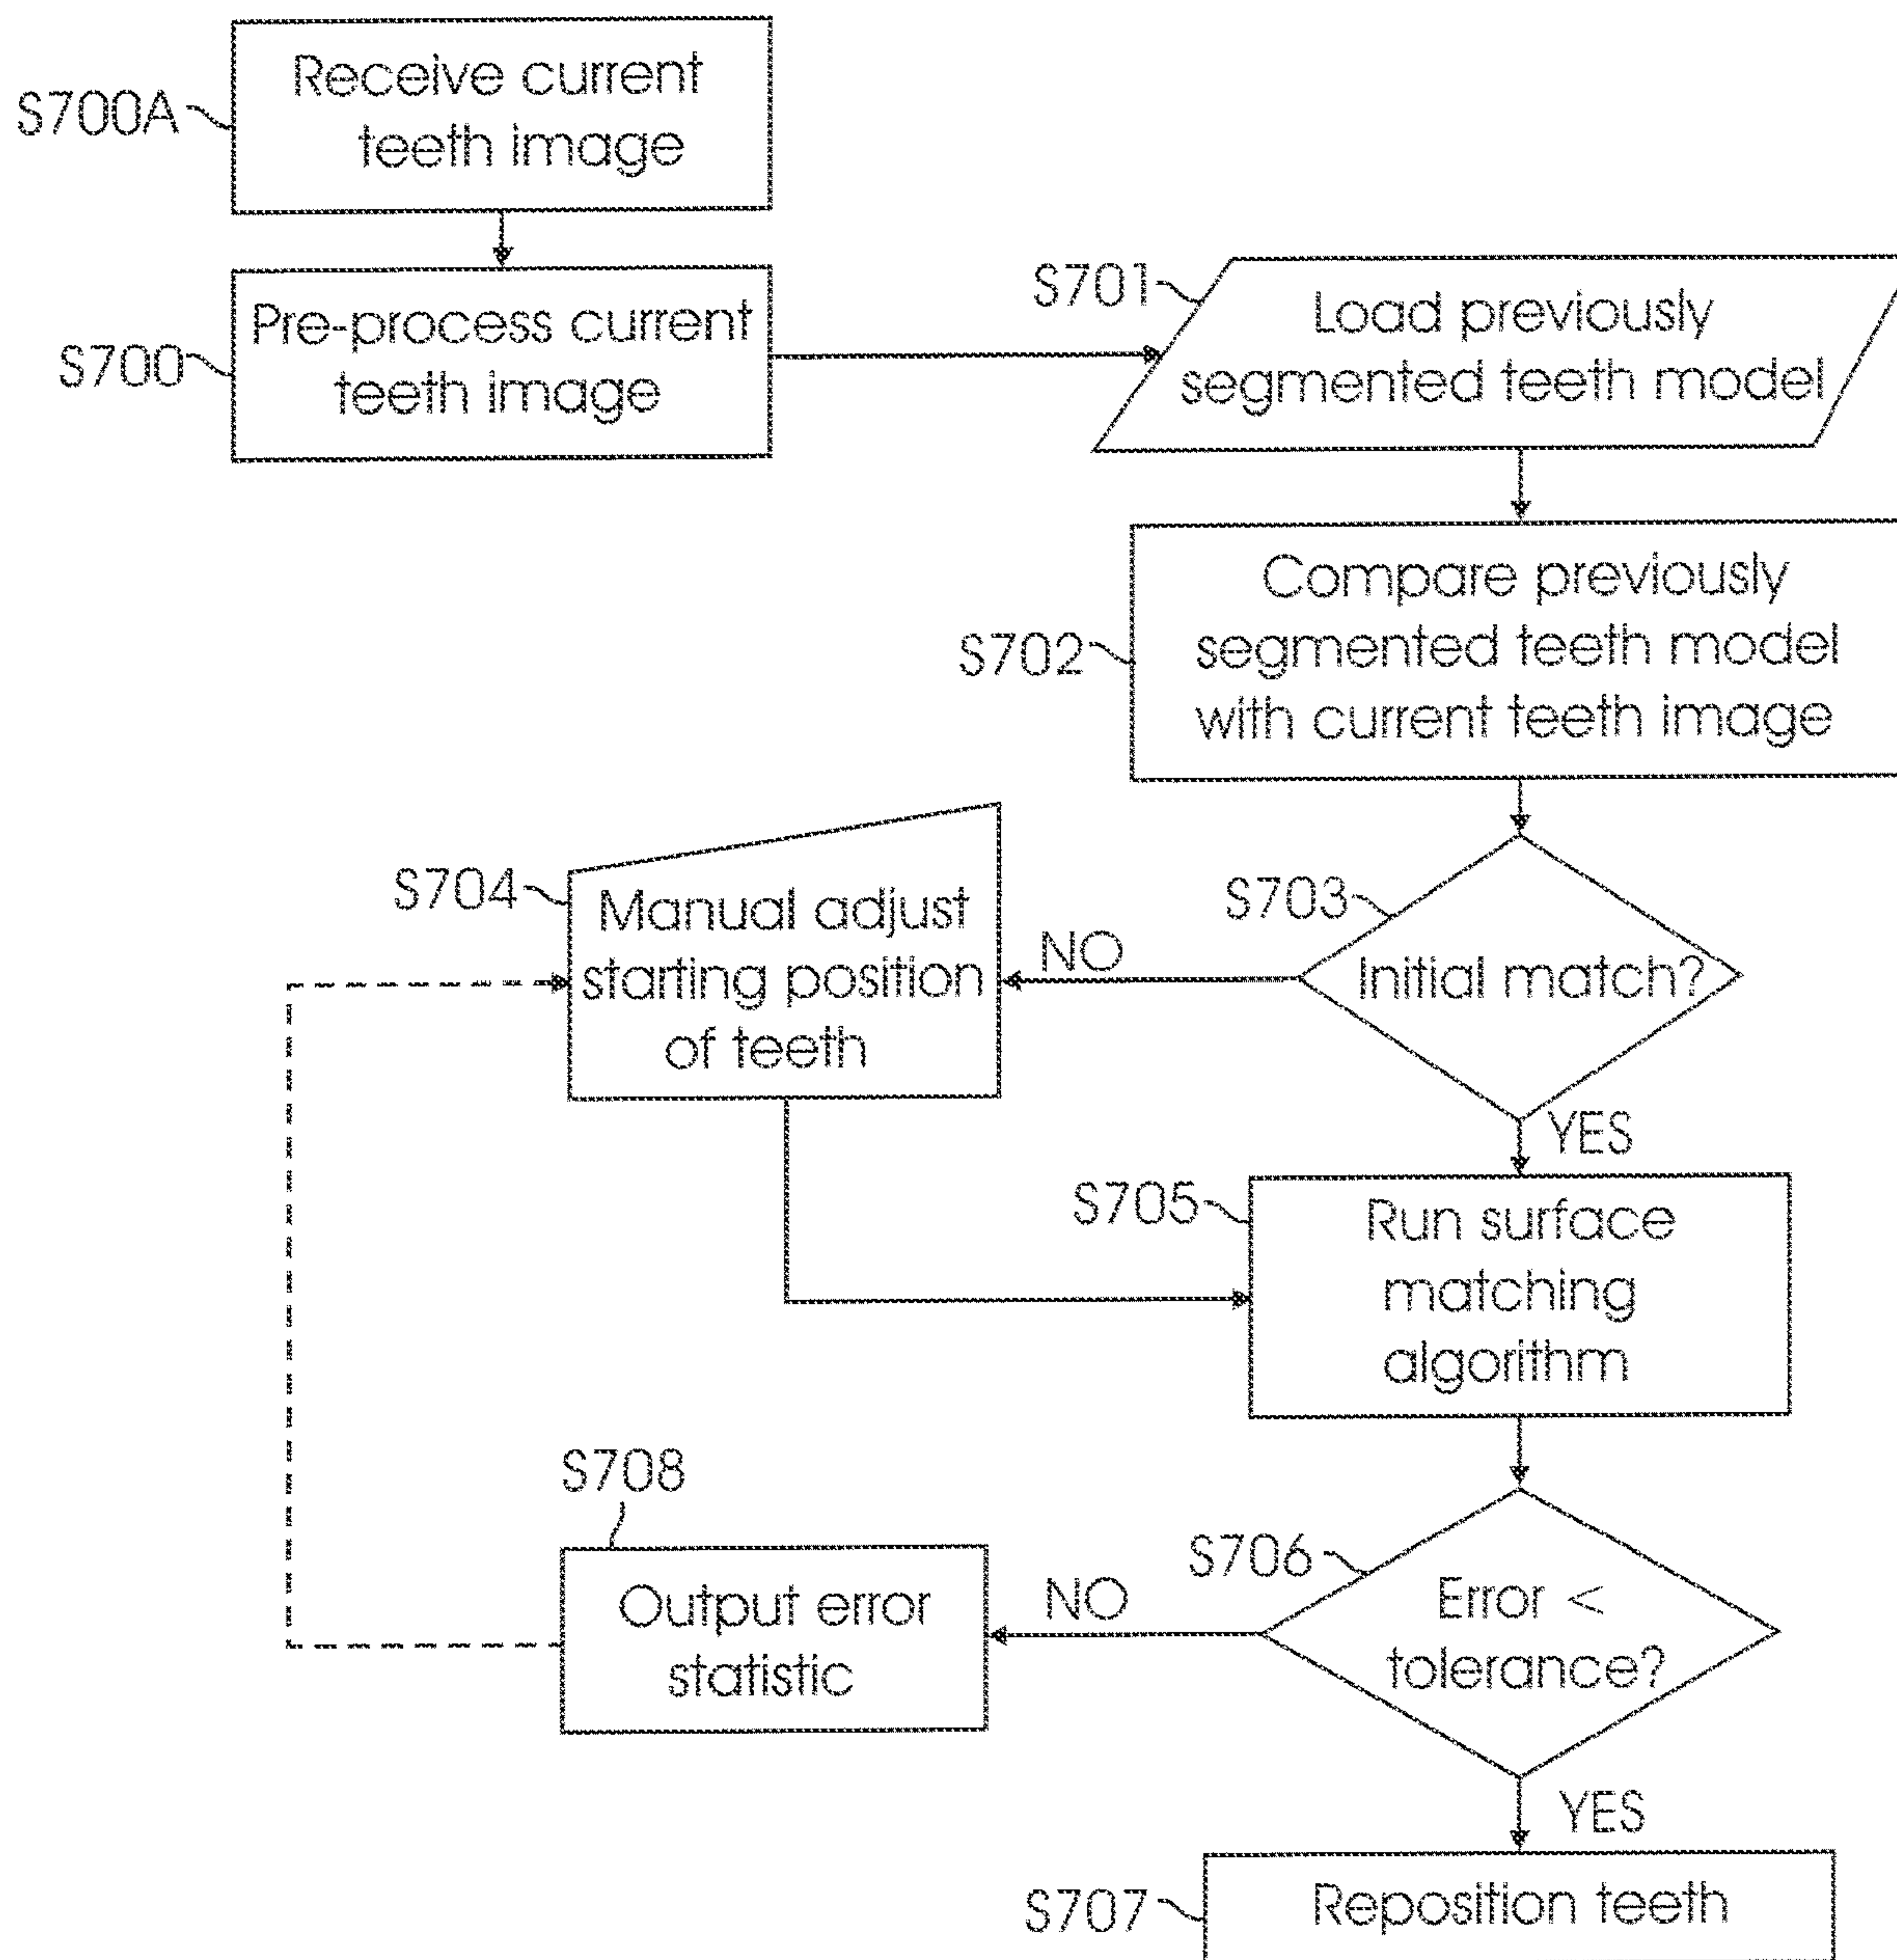 S700A
Receive current
teeth image
S700
Pre-process current
teeth image
S701
Load previously
segmented teeth model
S702
Compare previously
segmented teeth model
with current teeth image
S703
Initial match?
NO
YES
S704
Manual adjust
starting position
of teeth
S705
Run surface
matching
algorithm
S706
Error <
tolerance?
NO
YES
S708
Output error
statistic
S707
Reposition teeth